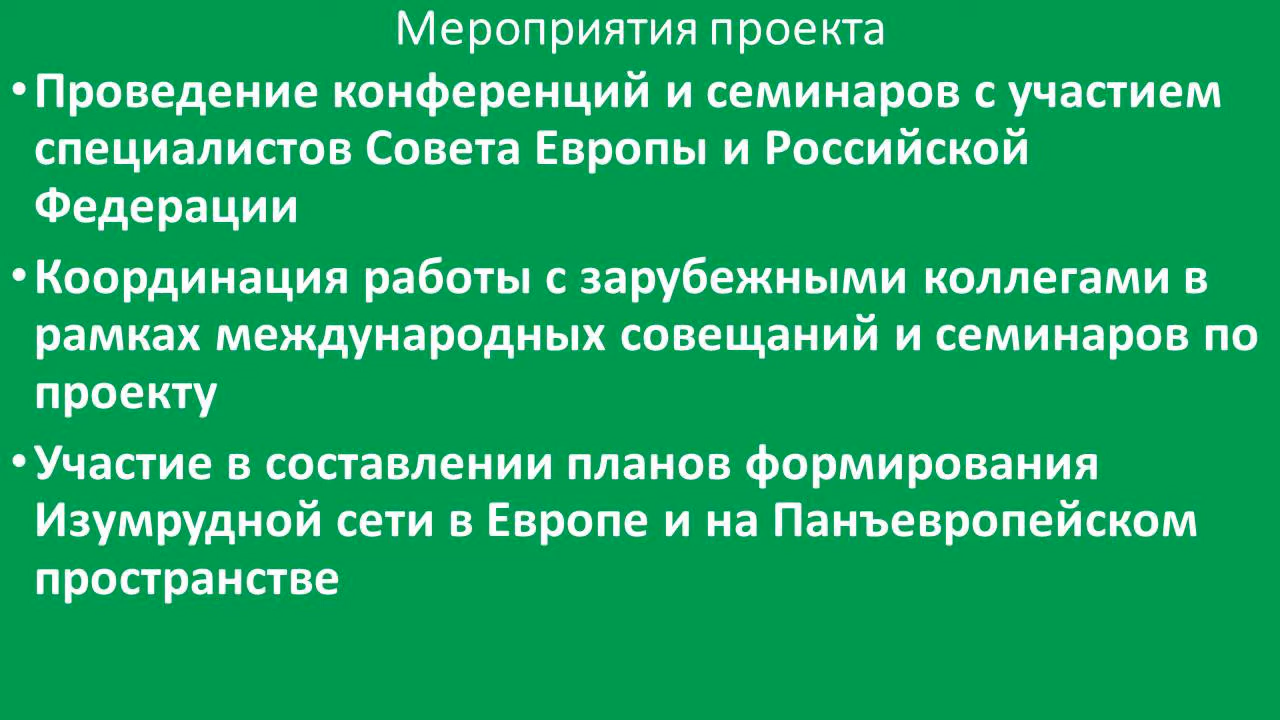 Мероприятия проекта
• Проведение конференций и семинаров с участием
специалистов Совета Европы и Российской
Федерации
• Координация работы с зарубежными коллегами в
рамках международных совещаний и семинаров по
проекту
• Участие в составлении планов формирования
Изумрудной сети в Европе и на Панъевропейском
пространстве